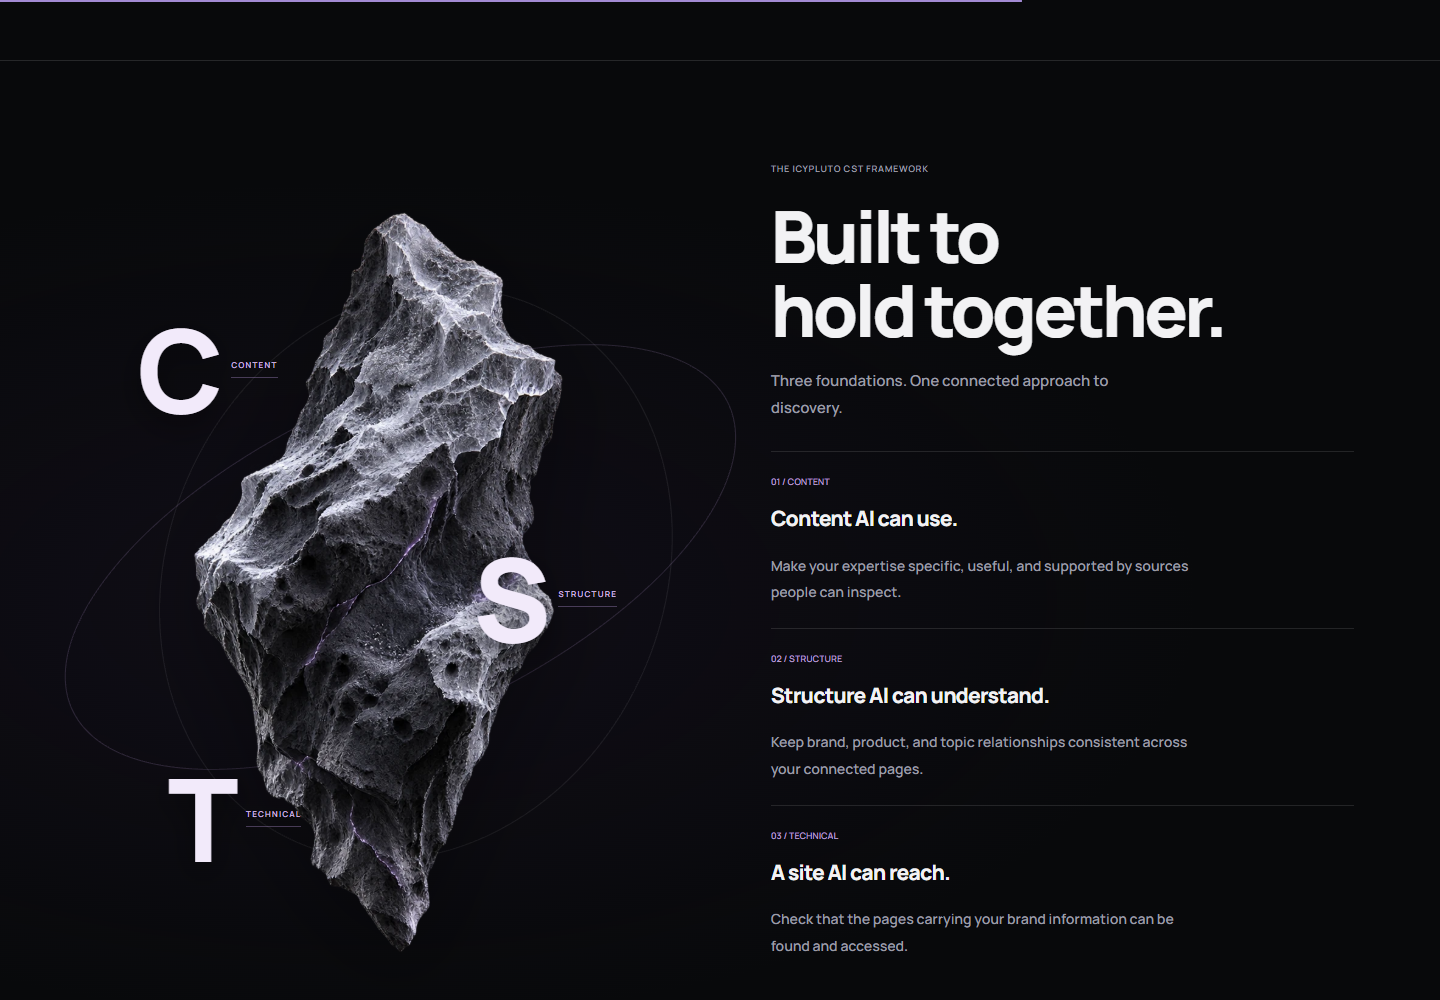 THE ICYPLUTO CST FRAMEWORK
Built to
hold together.
Three foundations. One connected approach to
discovery.
C
CONTENT
S
STRUCTURE
T
TECHNICAL
01 / CONTENT
Content AI can use.
Make your expertise specific, useful, and supported by sources
people can inspect.
02 / STRUCTURE
Structure AI can understand.
Keep brand, product, and topic relationships consistent across
your connected pages.
03 / TECHNICAL
A site AI can reach.
Check that the pages carrying your brand information can be
found and accessed.